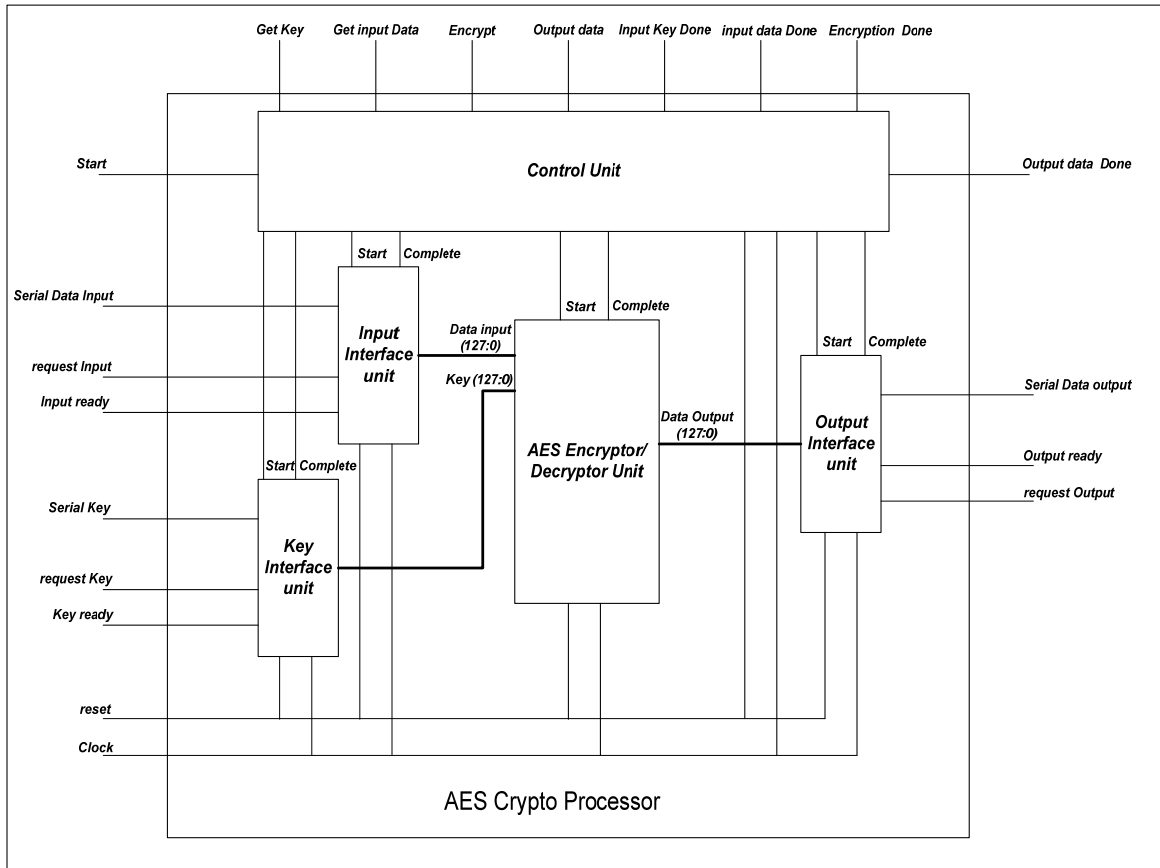 Get Key
Get input Data
Encrypt
Output data
Input Key Done
input data Done
Encryption Done
Start
Control Unit
Output data Done
Start
Complete
Serial Data Input
Input
Interface
unit
request Input
Input ready
Data input
(127:0)
Key (127:0)
Start
Complete
AES Encryptor/
Decryptor Unit
Data Output
(127:0)
Start
Complete
Output
Interface
unit
Serial Data output
Output ready
request Output
Start
Complete
Serial Key
Key
Interface
unit
request Key
Key ready
reset
Clock
AES Crypto Processor